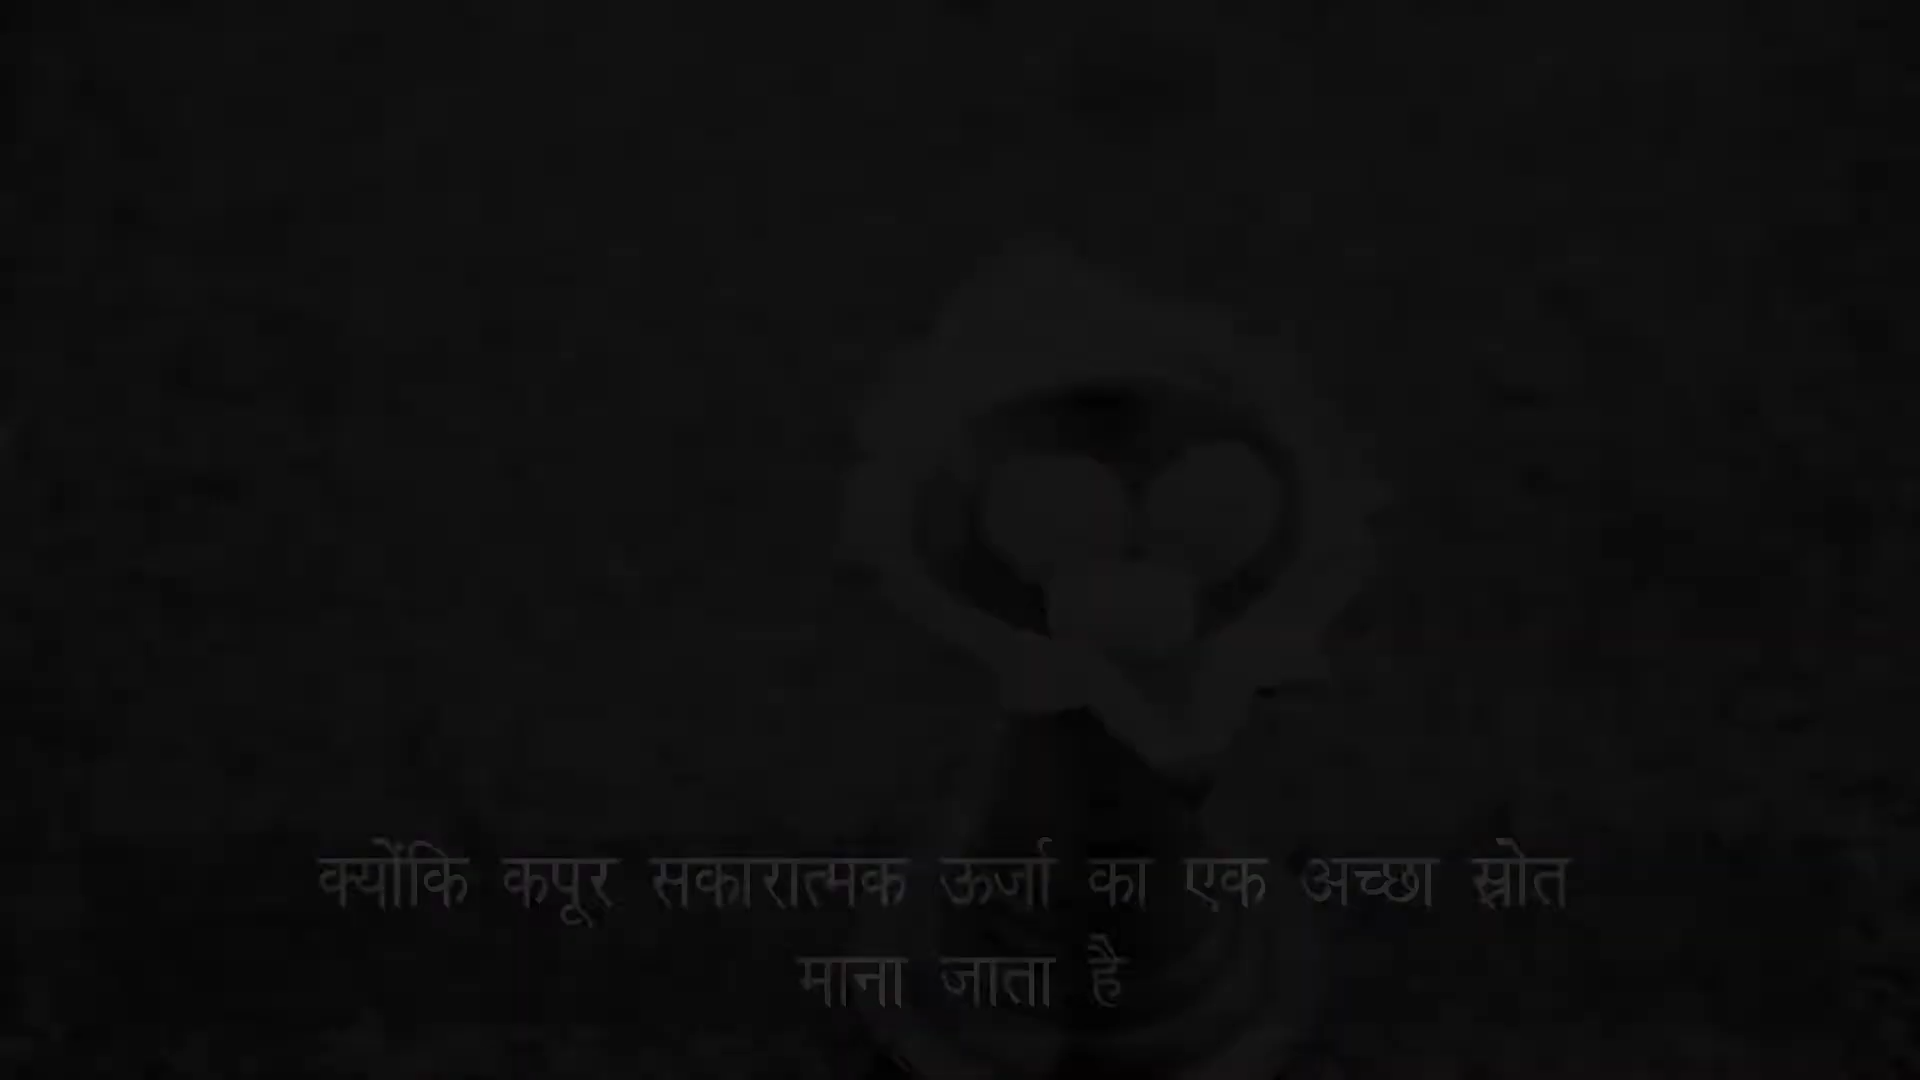 क्योंकि कपूर सकारात्मक ऊर्जा का एक अच्छा स्रोत
माना जाता है